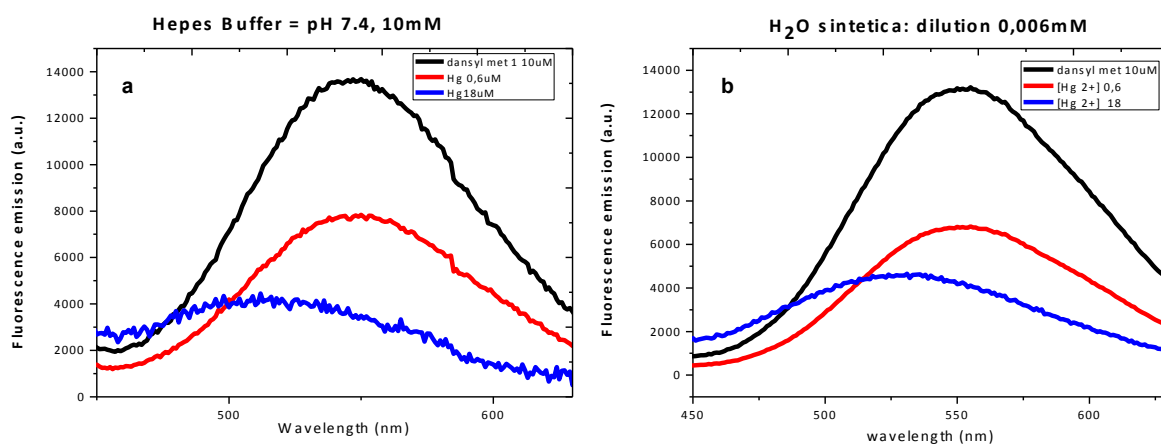 Hepes Buffer = pH 7.4, 10mM
a
dansyl met 1 10uM
Hg 0,6uM
Hg18uM
Fluorescence emission (a.u.)
14000
12000
10000
8000
6000
4000
2000
0
500
600
Wavelength (nm)
H2O sintetica: dilution 0,006mM
b
dansyl met 10uM
[Hg 2+] 0,6
[Hg 2+] 18
Fluorescence emission (a.u.)
14000
12000
10000
8000
6000
4000
2000
0
450
500
550
600
wavelength (nm)